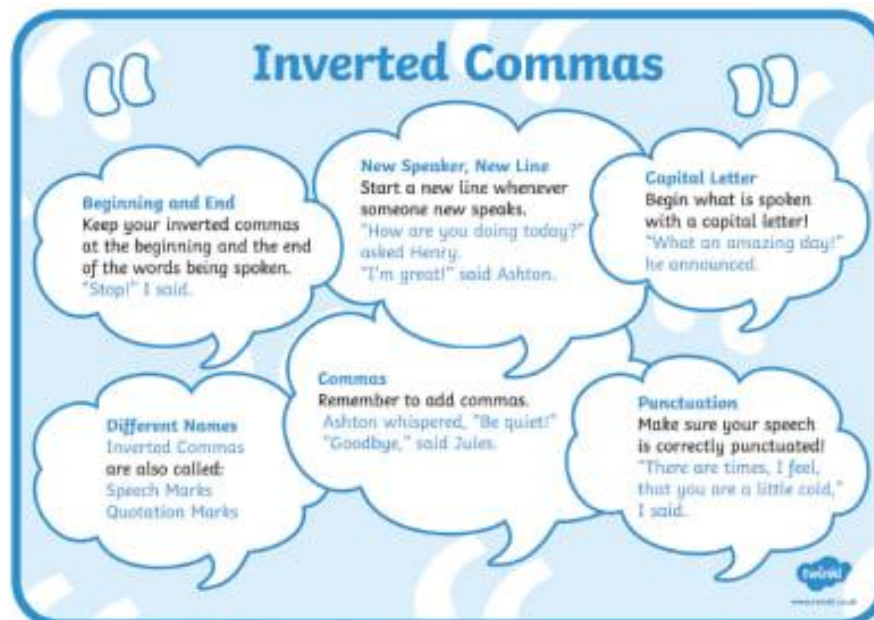 Inverted Commas
Beginning and End
Keep your inverted commas
at the beginning and the end
of the words being spoken.
"Stop!" I said.
New Speaker, New Line
Start a new line whenever
someone new speaks.
"How are you doing today?"
asked Henry.
"I'm great!" said Ashton.
Capital Letter
Begin what is spoken
with a capital letter!
"What an amazing day!"
he announced.
Different Names
Inverted Commas
are also called:
Speech Marks
Quotation Marks
Commas
Remember to add commas.
Ashton whispered, "Be quiet!"
"Goodbye," said Jules.
Punctuation
Make sure your speech
is correctly punctuated!
"There are times, I feel,
that you are a little cold,"
I said.
twinkl
www.twinkl.co.uk